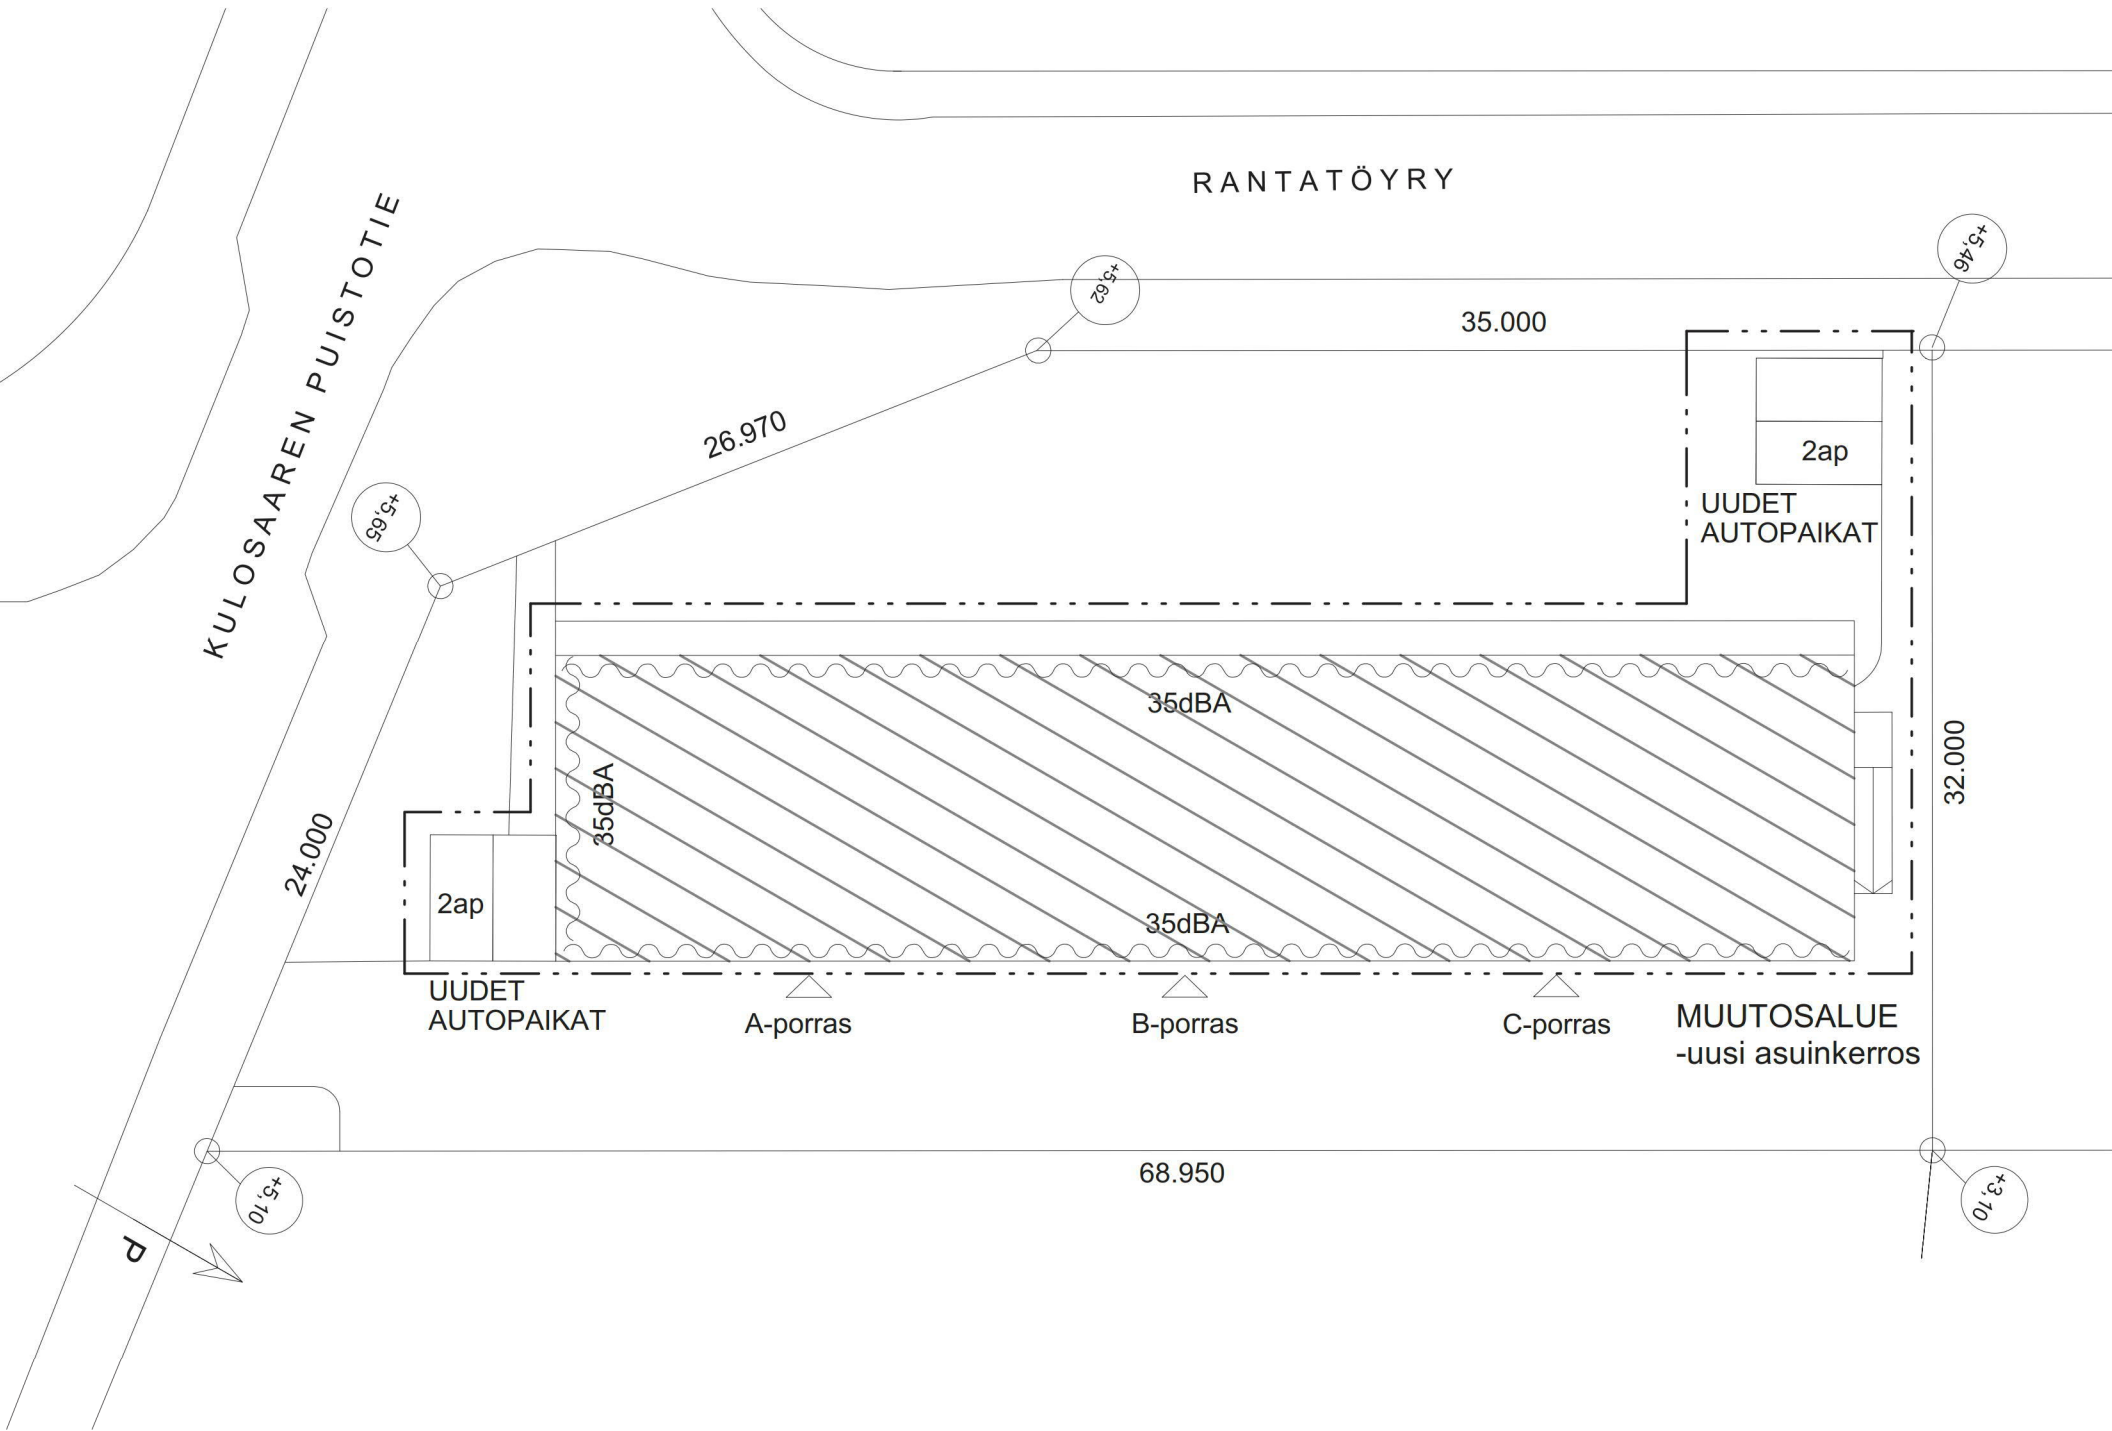 RANTATÖYRY
KULOSAAREN PUISTOTIE
+5,46
+5,62
35.000
26.970
2ap
UUDET
AUTOPAIKAT
+5,65
35dBA
35dBA
32.000
24.000
2ap
35dBA
UUDET
AUTOPAIKAT
A-porras
B-porras
C-porras
MUUTOSALUE
-uusi asuinkerros
68.950
+5,10
+3,10
P